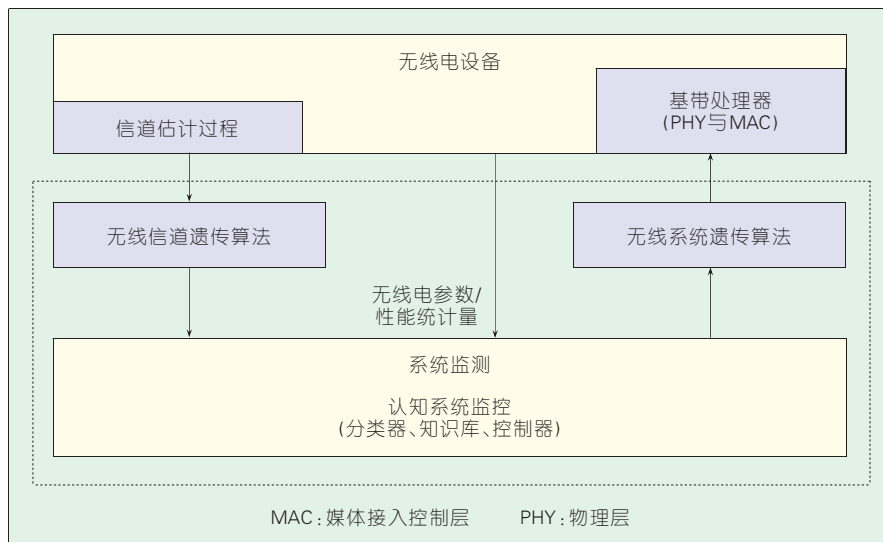 无线电设备
信道估计过程
基带处理器
(PHY与MAC)
无线信道遗传算法
无线系统遗传算法
无线电参数/
性能统计量
系统监测
认知系统监控
(分类器、知识库、控制器)
MAC:媒体接入控制层 PHY:物理层